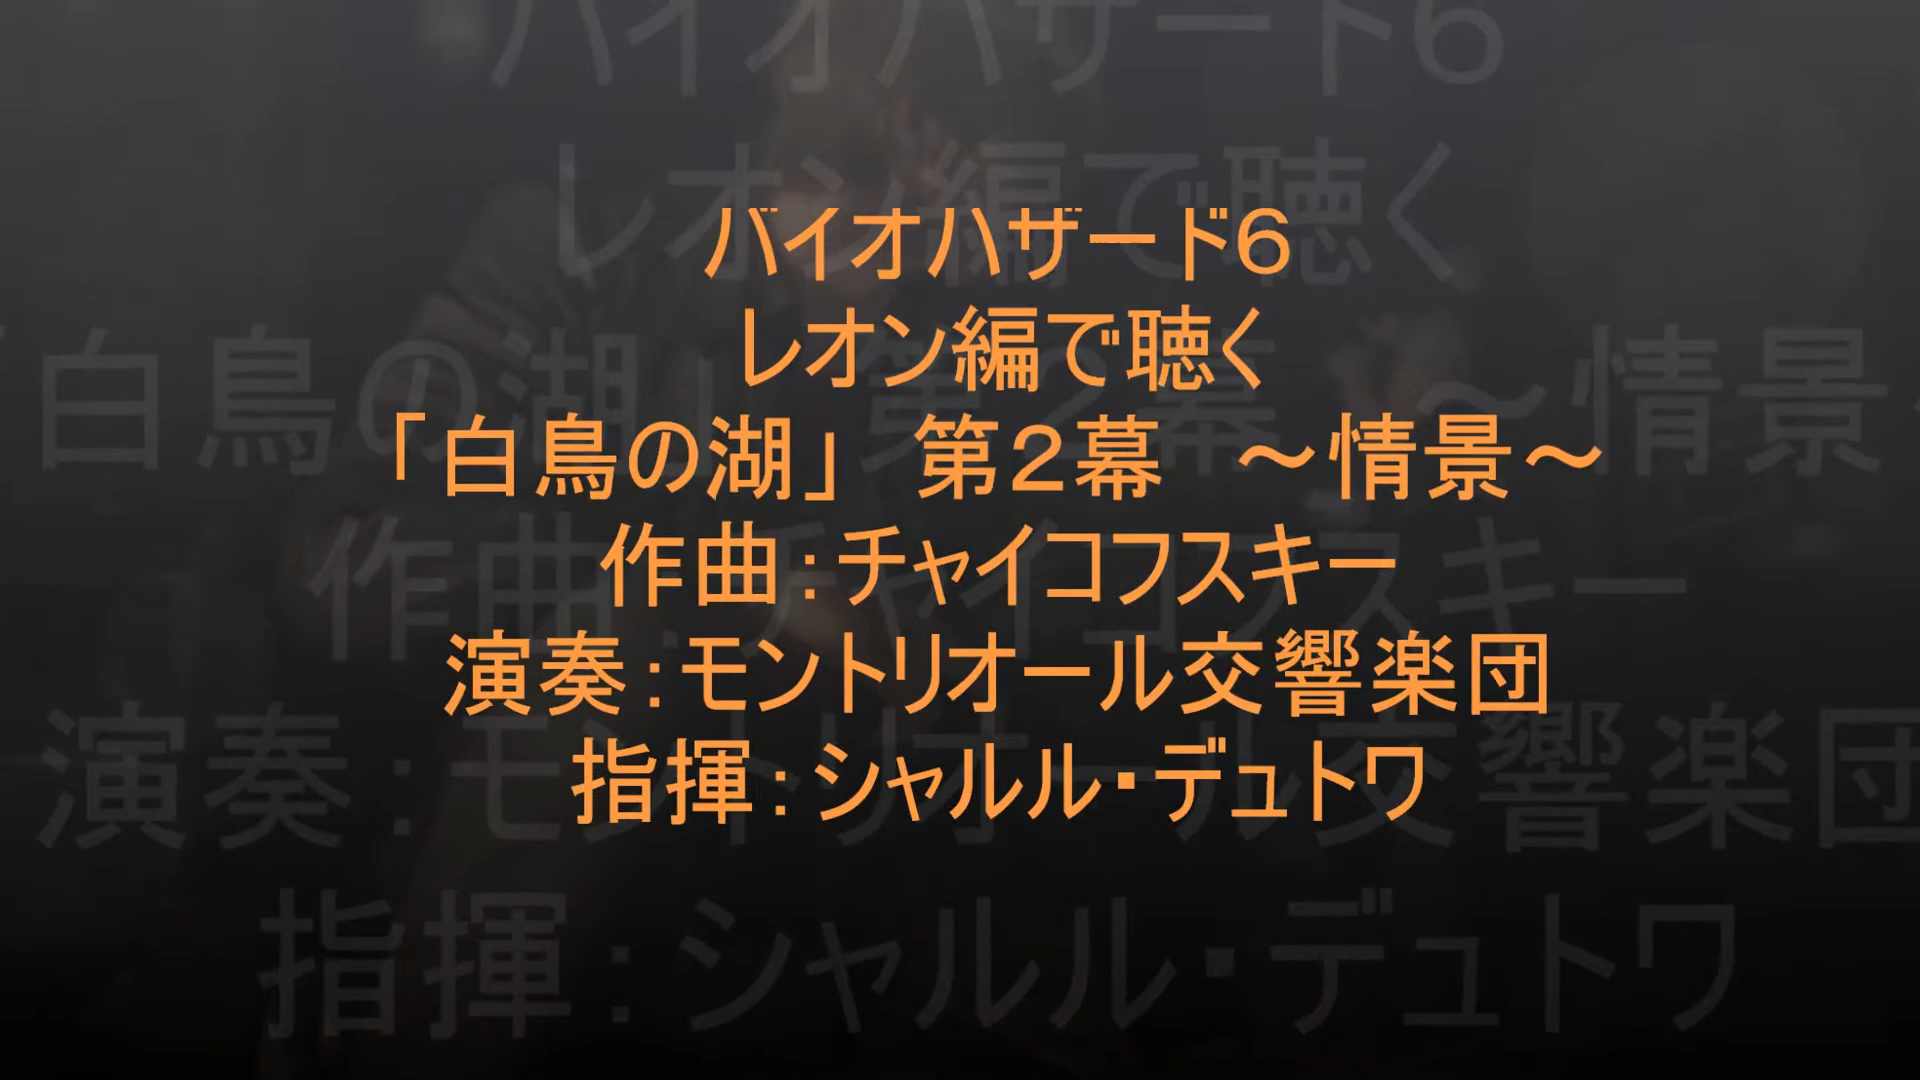 バイオハザード６
レオン編で聴く
「白鳥の湖」　第２幕　～情景～
作曲：チャイコフスキー
演奏：モントリオール交響楽団
指揮：シャルル・デュトワ